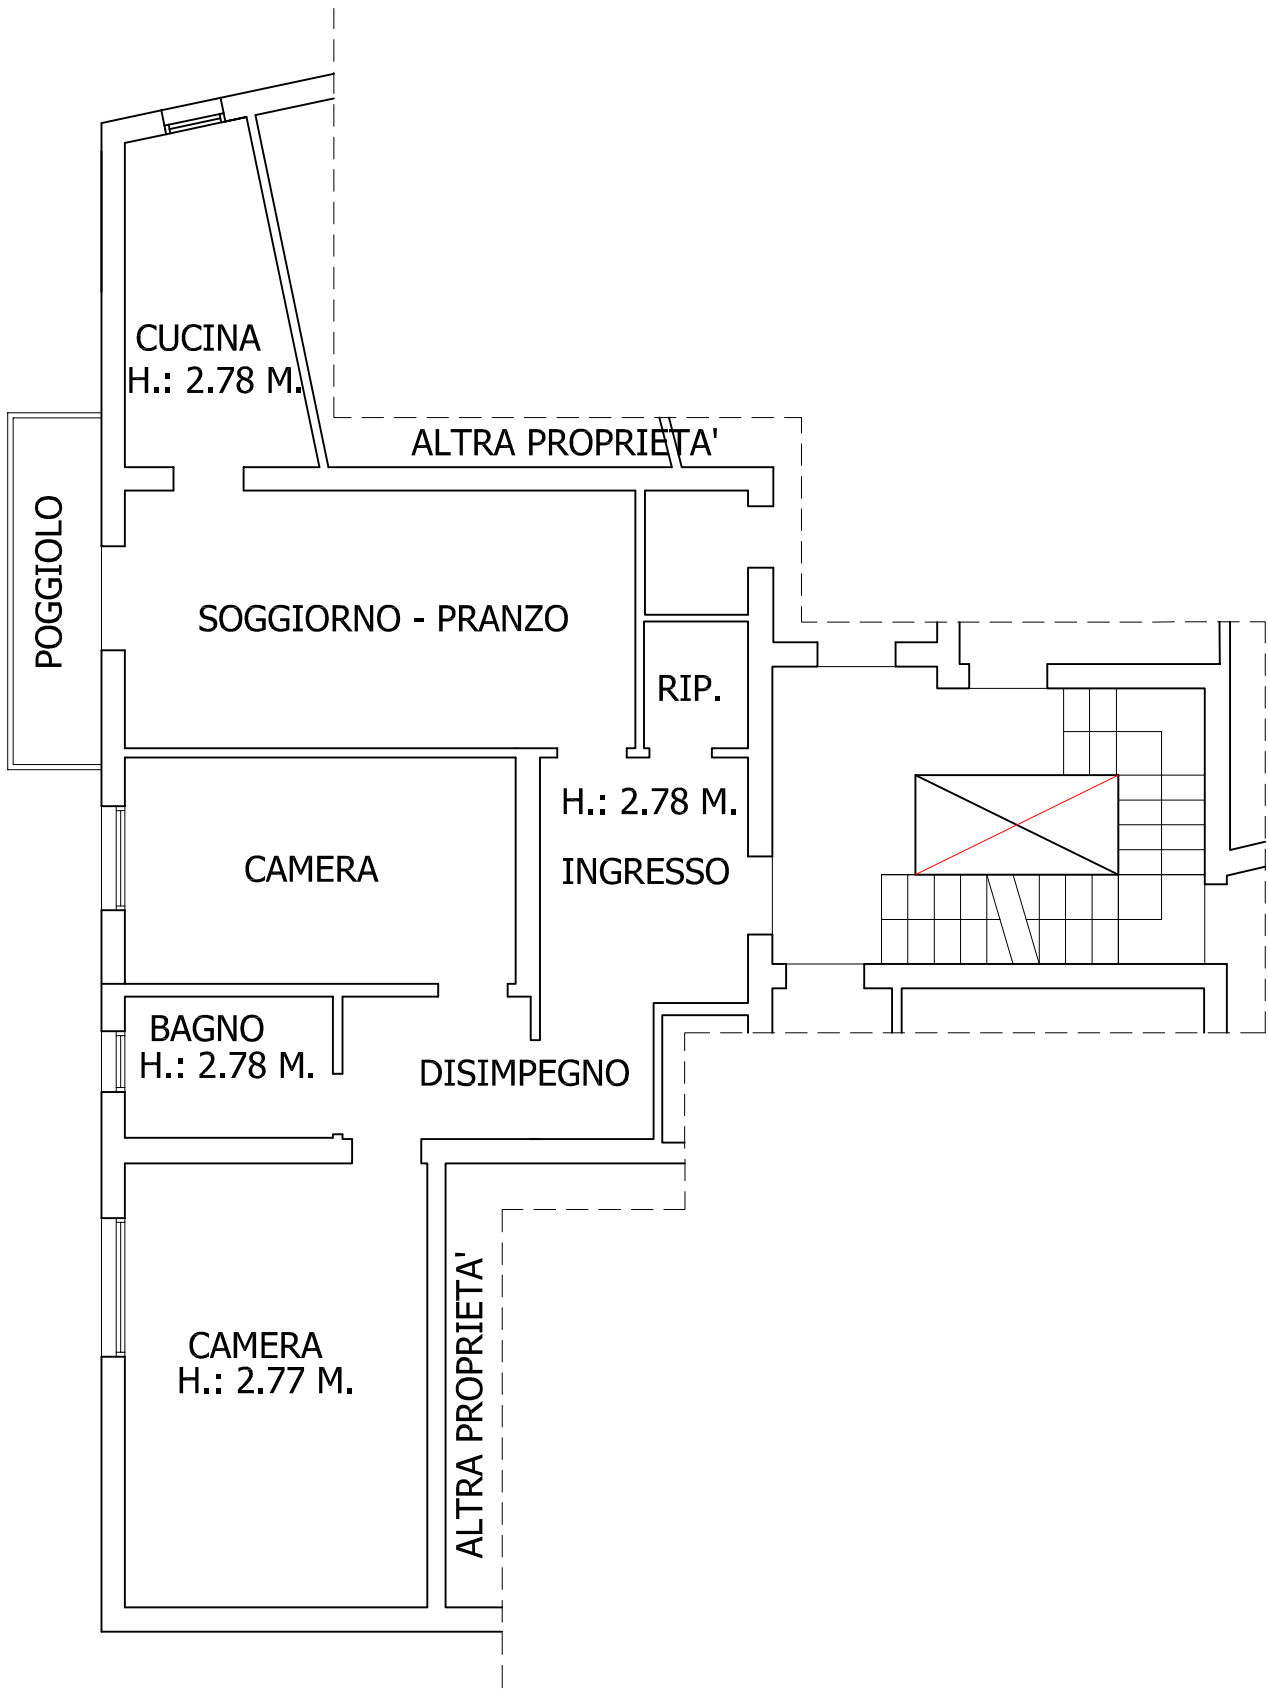 CUCINA
H.: 2.78 M.
ALTRA PROPRIETA'
POGGIOLO
SOGGIORNO - PRANZO
RIP.
H.: 2.78 M.
INGRESSO
CAMERA
BAGNO
H.: 2.78 M.
DISIMPEGNO
CAMERA
H.: 2.77 M.
ALTRA PROPRIETA'